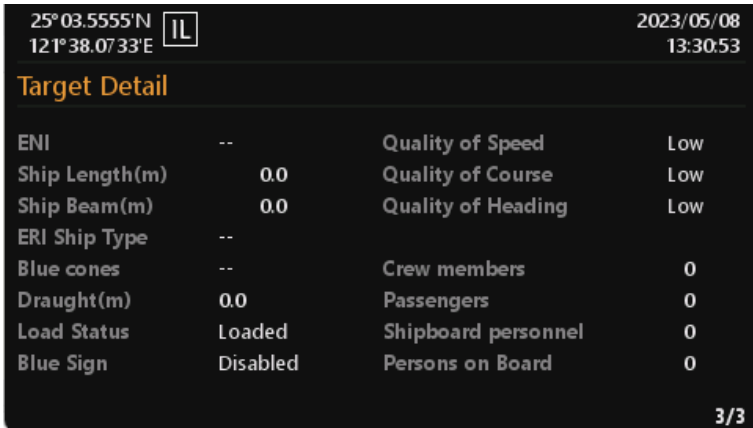 25°03.5555'N IL 2023/05/08
121°38.0733'E 13:30:53
Target Detail
ENI -- Quality of Speed Low
Ship Length(m) 0.0 Quality of Course Low
Ship Beam(m) 0.0 Quality of Heading Low
ERI Ship Type --
Blue cones -- Crew members 0
Draught(m) 0.0 Passengers 0
Load Status Loaded Shipboard personnel 0
Blue Sign Disabled Persons on Board 0
3/3